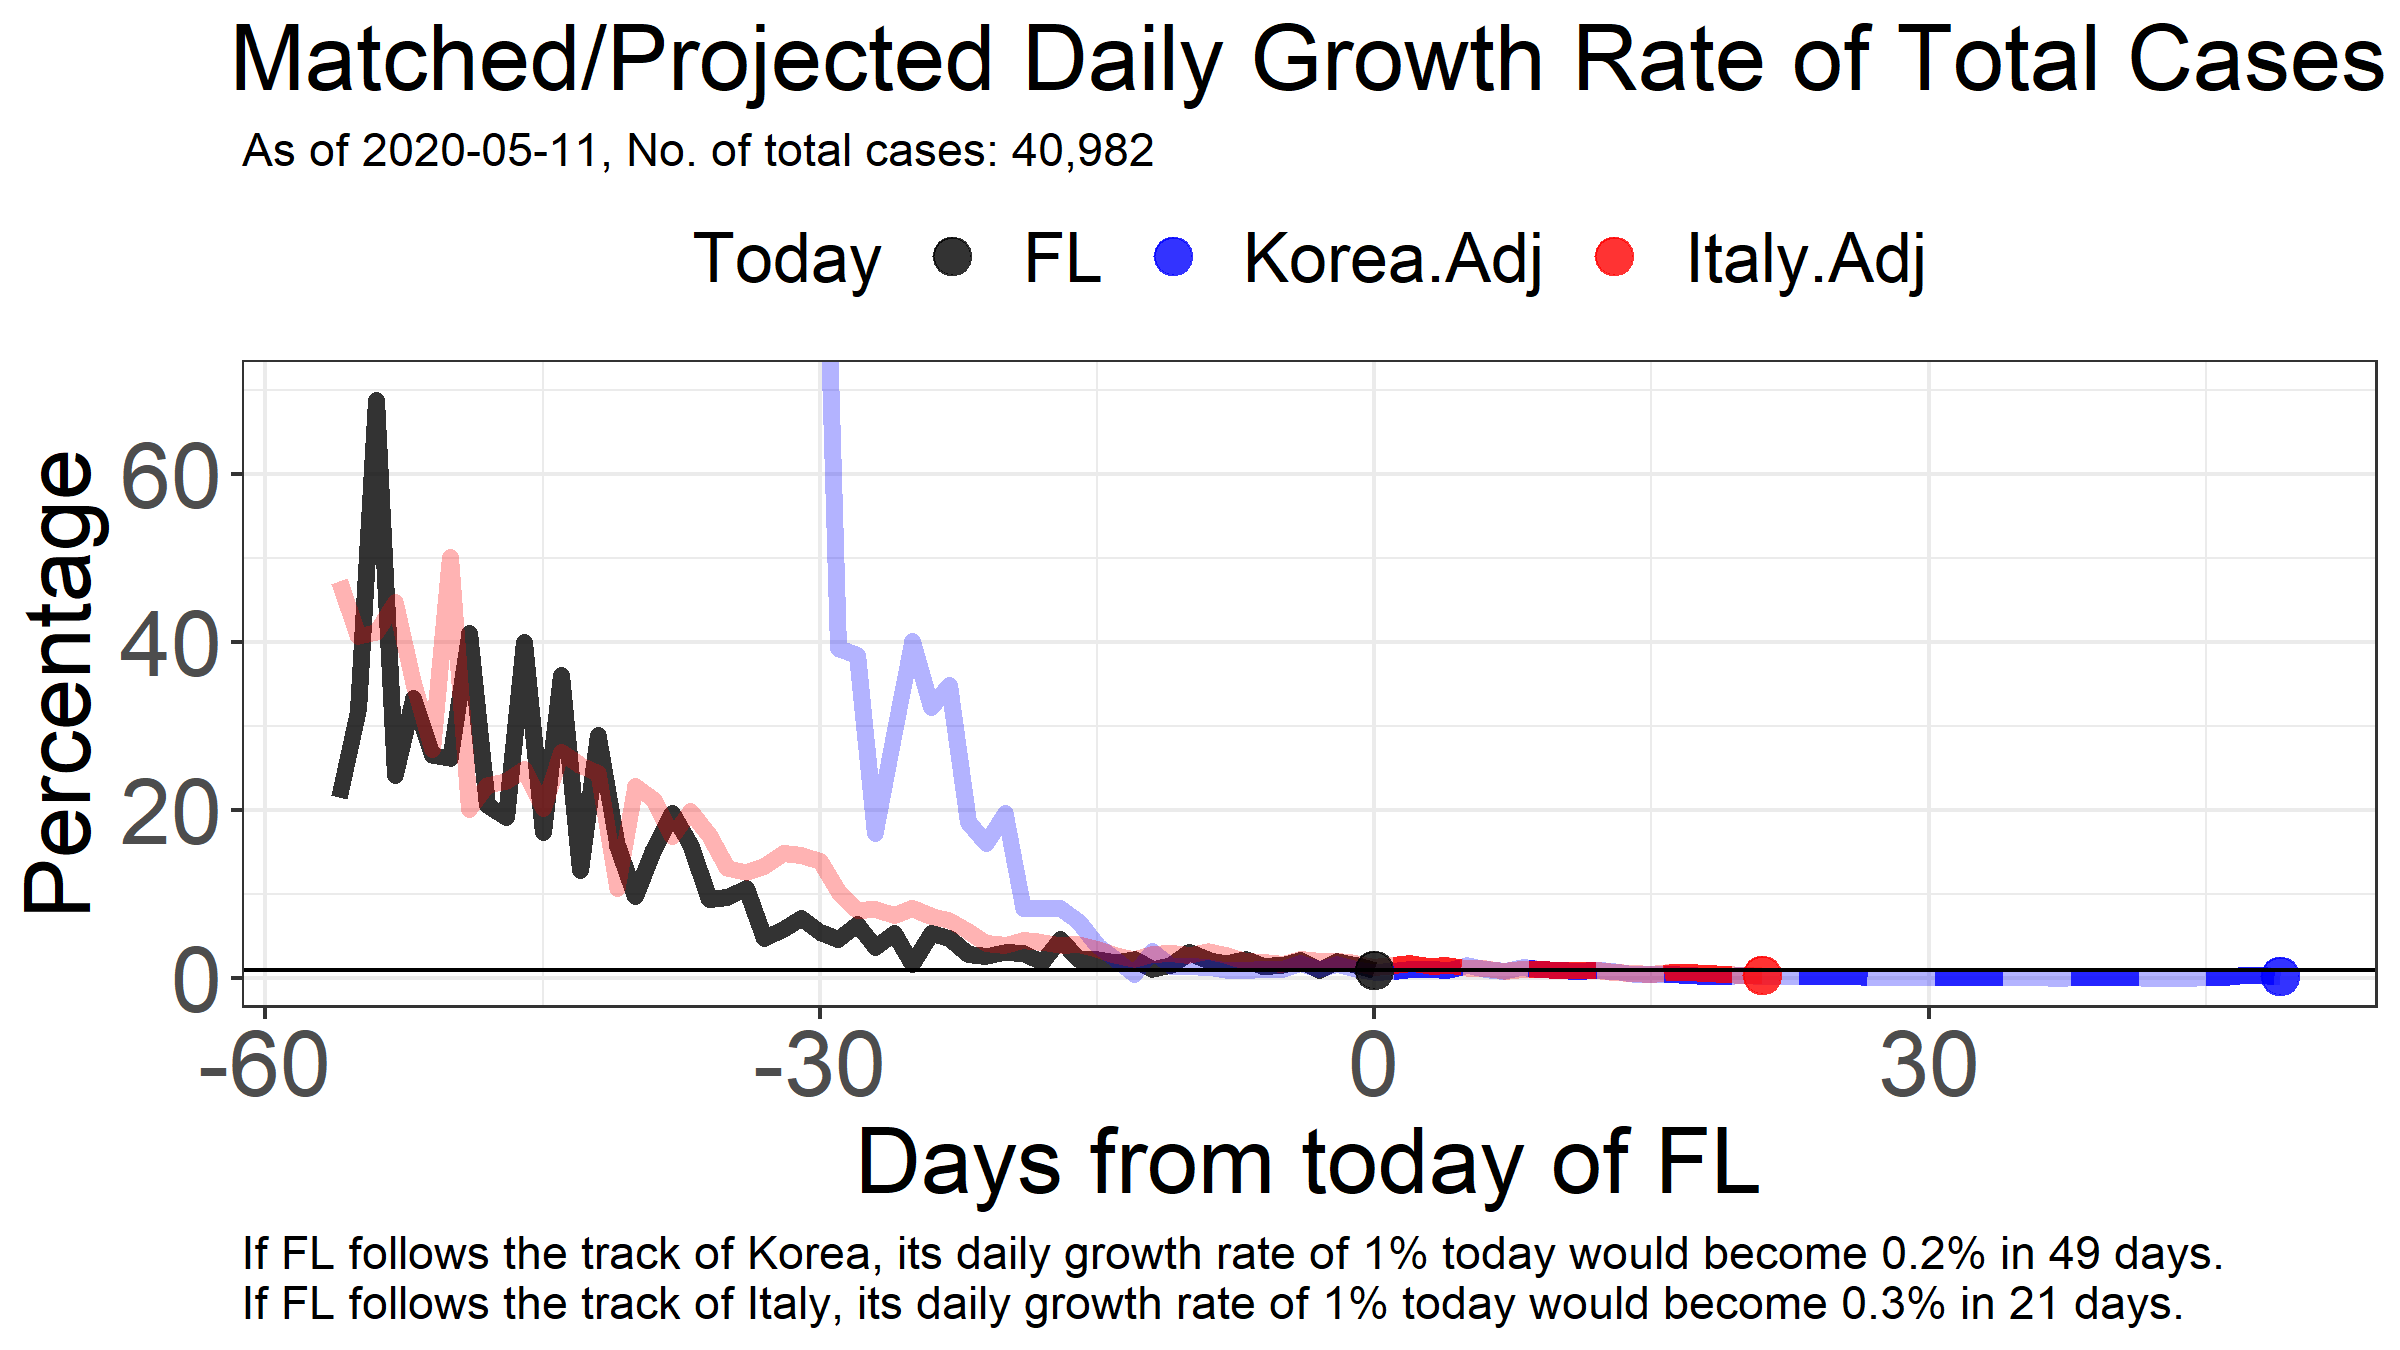 Matched/Projected Daily Growth Rate of Total Cases
As of 2020-05-11, No. of total cases: 40,982
Today FL Korea.Adj Italy.Adj
Percentage
60
40
20
0
-60 -30 0 30
Days from today of FL
If FL follows the track of Korea, its daily growth rate of 1% today would become 0.2% in 49 days.
If FL follows the track of Italy, its daily growth rate of 1% today would become 0.3% in 21 days.